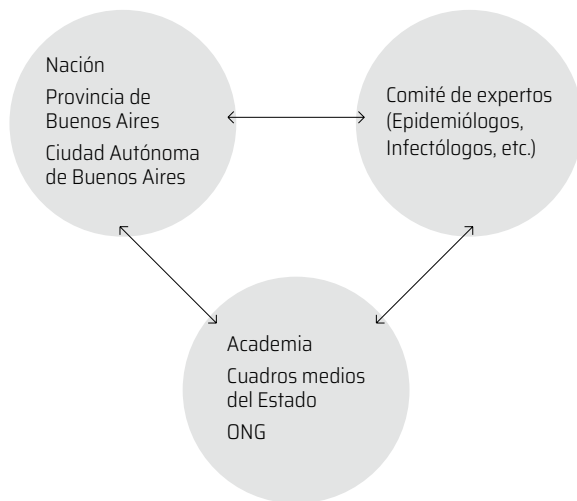 Nación
Provincia de
Buenos Aires
Ciudad Autónoma
de Buenos Aires
Comité de expertos
(Epidemiólogos,
Infectólogos, etc.)
Academia
Cuadros medios
del Estado
ONG